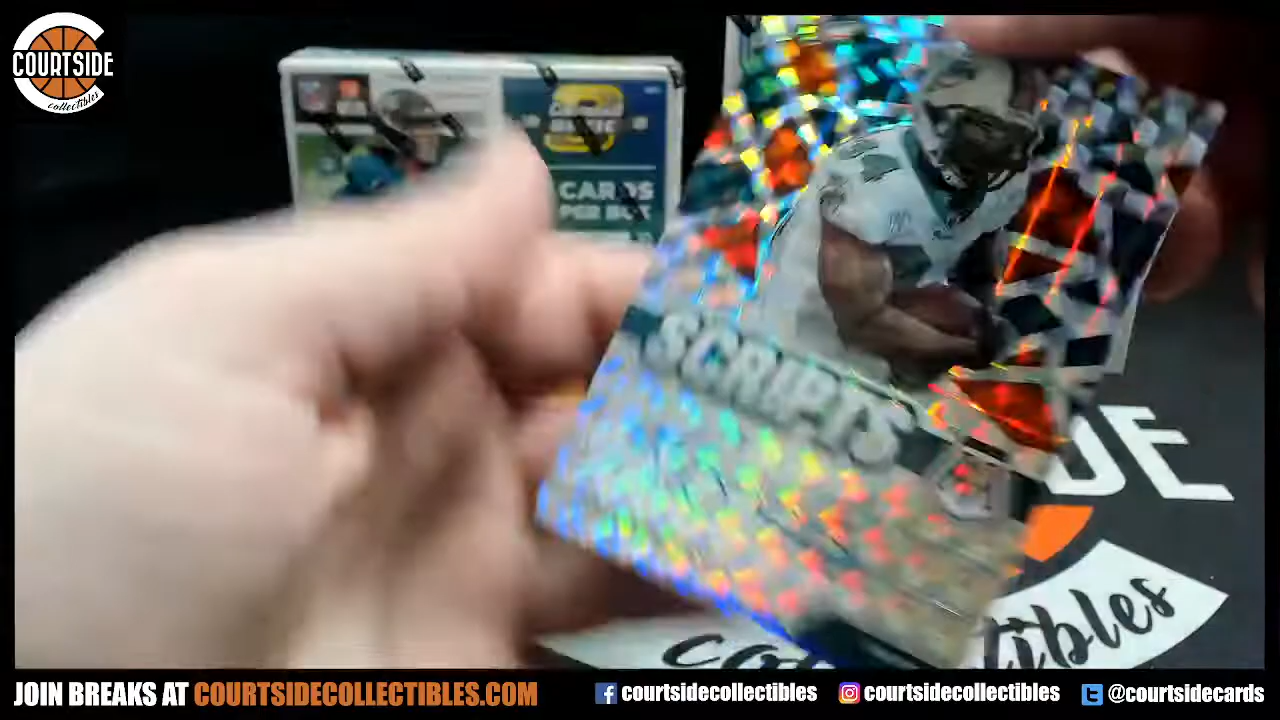 COURTSIDE
collectibles
CARDS
PER BOX
SCRIPTS
DE
JOIN BREAKS AT COURTSIDECOLLECTIBLES.COM
courtsidecollectibles
courtsidecollectibles
@courtsidecards